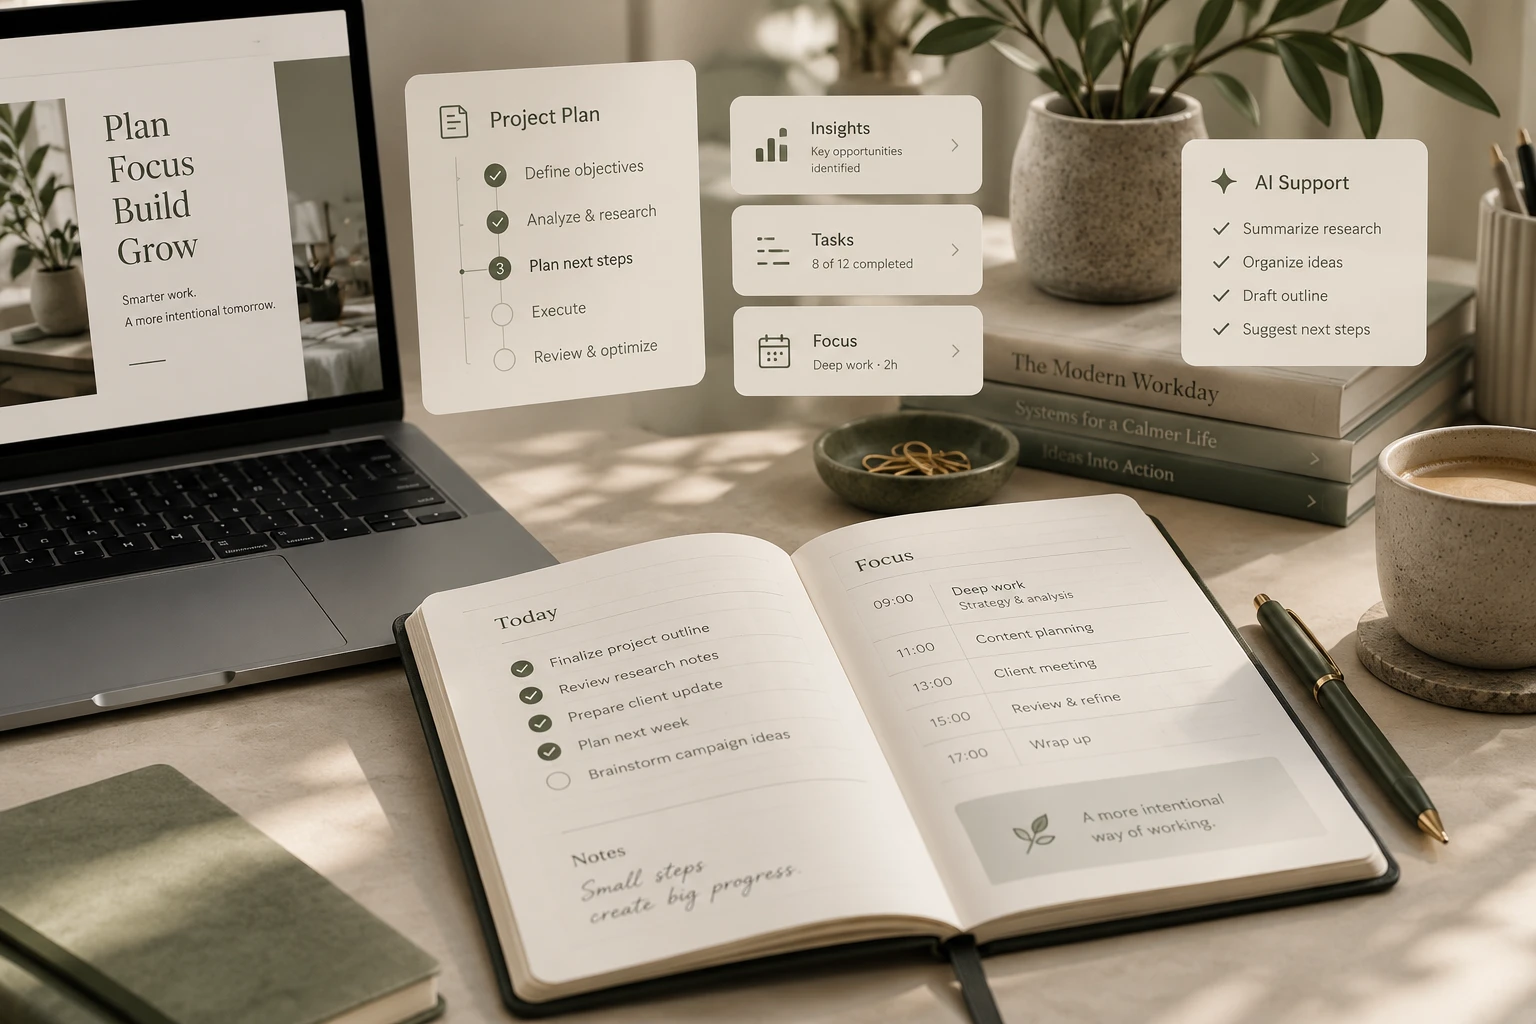 Plan
Focus
Build
Grow
Smarter work.
A more intentional tomorrow.
Project Plan
Define objectives
Analyze & research
3
Plan next steps
Execute
Review & optimize
Insights
Key opportunities
identified
Tasks
8 of 12 completed
Focus
Deep work · 2h
AI Support
Summarize research
Organize ideas
Draft outline
Suggest next steps
The Modern Workday
Systems for a Calmer Life
Ideas Into Action
Today
Finalize project outline
Review research notes
Prepare client update
Plan next week
Brainstorm campaign ideas
Notes
Small steps
create big progress.
Focus
09:00 Deep work
Strategy & analysis
11:00 Content planning
13:00 Client meeting
15:00 Review & refine
17:00 Wrap up
A more intentional
way of working.